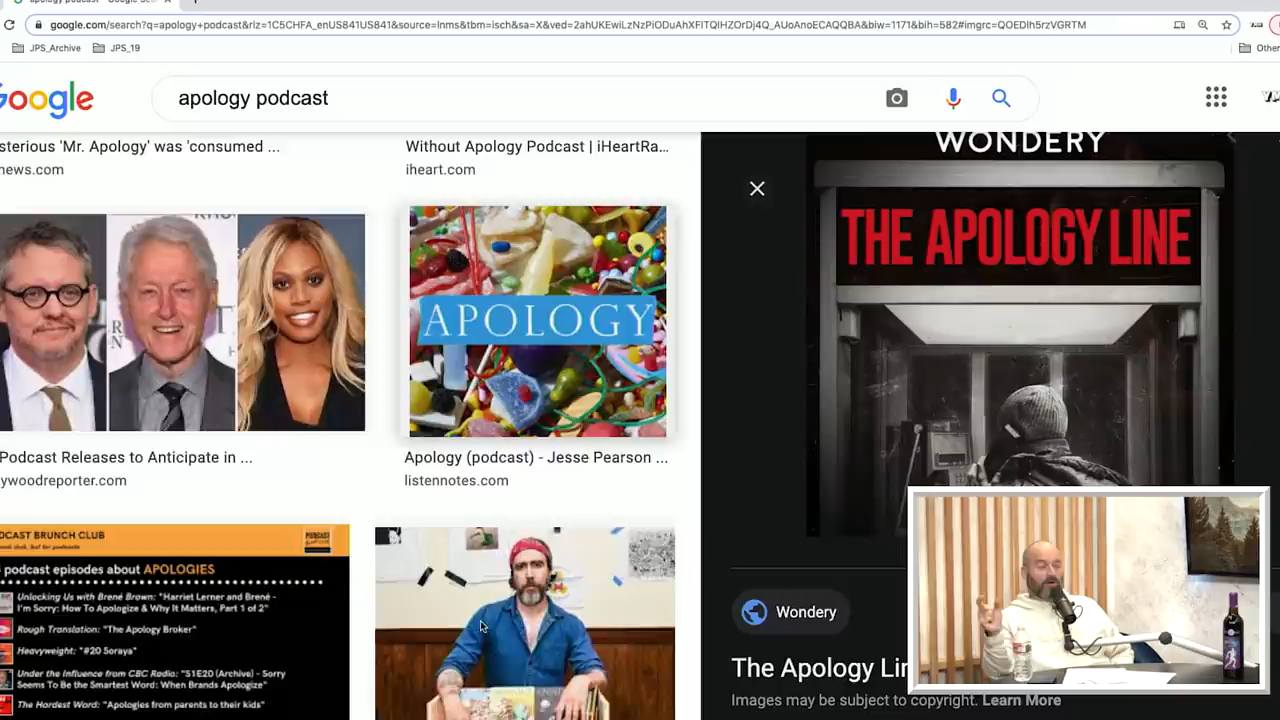 google.com/search?q=apology+podcast&rlz=1C5CHFA_enUS841US841&source=lnms&tbm=isch&sa=X&ved=2ahUKEwiLzNzPiODuAhXFITQIHZOrDj4Q_AUoAnoECAQQBA&biw=1171&bih=582#imgrc=QOEDlh5rzVGRTM
JPS_Archive
JPS_19
Other
Google
apology podcast
sterious 'Mr. Apology' was 'consumed ...
news.com
Without Apology Podcast | iHeartRa...
iheart.com
APOLOGY
Podcast Releases to Anticipate in ...
ywoodreporter.com
Apology (podcast) - Jesse Pearson ...
listennotes.com
DCAST BRUNCH CLUB
podcast episodes about APOLOGIES
Unlocking Us with Brené Brown: "Harriet Lerner and Brené -
I'm Sorry: How To Apologize & Why It Matters, Part 1 of 2"
Rough Translation: "The Apology Broker"
Heavyweight: "#20 Soraya"
Under the Influence from CBC Radio: "S1E20 (Archive) - Sorry
Seems To Be the Smartest Word: When Brands Apologize"
The Hardest Word: "Apologies from parents to their kids"
WONDERY
THE APOLOGY LINE
Wondery
The Apology Lin
Images may be subject to copyright. Learn More